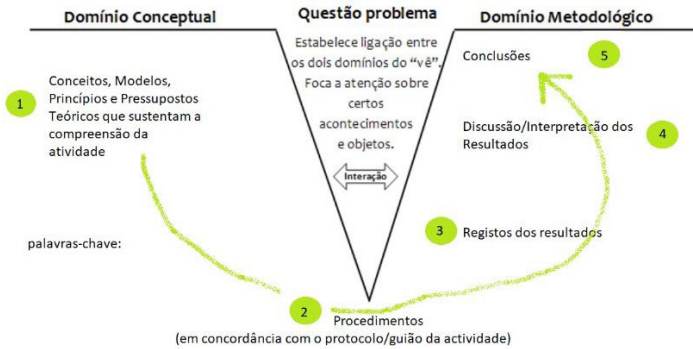 Domínio Conceptual
Questão problema
Domínio Metodológico
Estabelece ligação entre
os dois domínios do “vê”.
Foca a atenção sobre
certos
acontecimentos
e objetos.
Interação
1
Conceitos, Modelos,
Princípios e Pressupostos
Teóricos que sustentam a
compreensão da
atividade
palavras-chave:
Conclusões
5
Discussão/Interpretação dos
Resultados
4
3
Registos dos resultados
2
Procedimentos
(em concordância com o protocolo/guião da actividade)